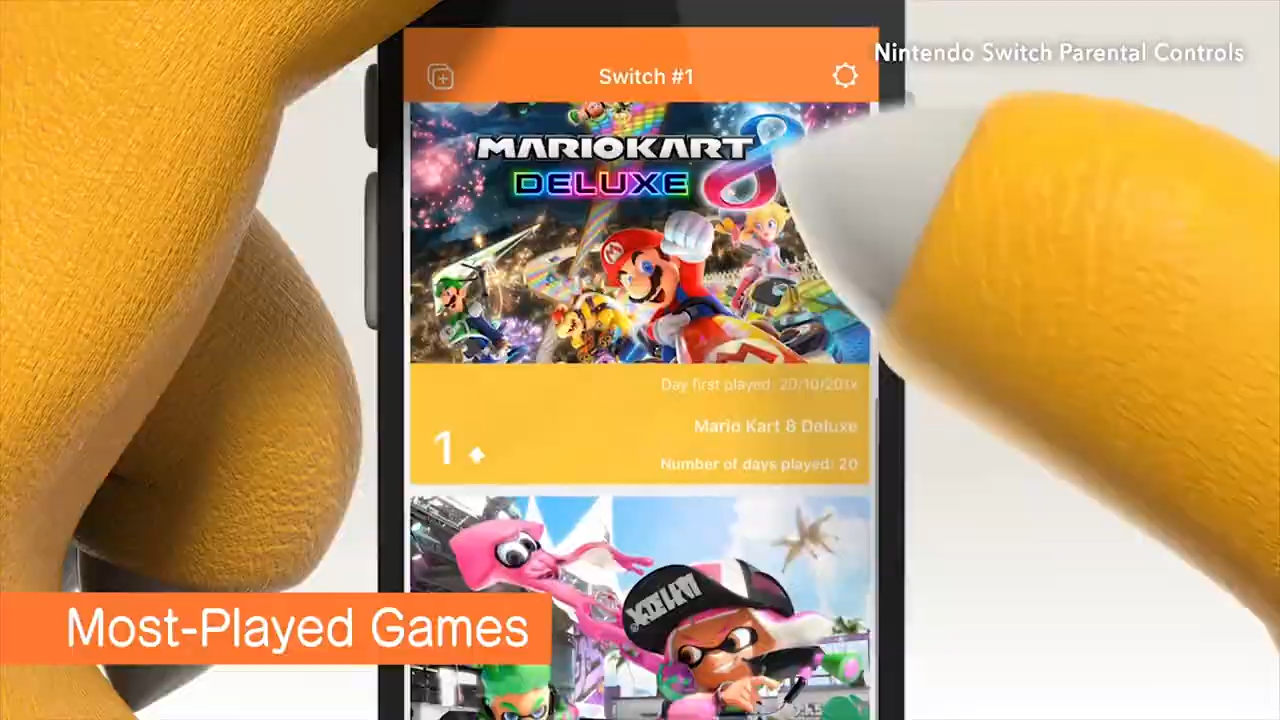 Nintendo Switch Parental Controls
Switch #1
MARIOKART 8
DELUXE
Day first played: 20/10/201x
Mario Kart 8 Deluxe
1
Number of days played: 20
Most-Played Games